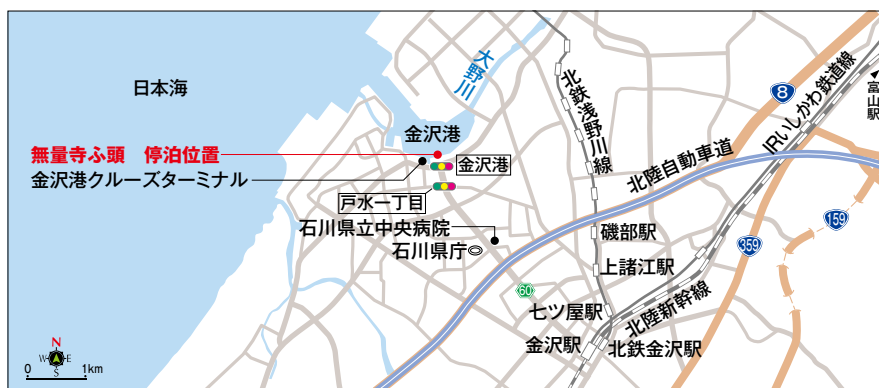 日本海
大野川
金沢港
無量寺ふ頭　停泊位置
金沢港クルーズターミナル
金沢港
戸水一丁目
石川県立中央病院
石川県庁
北鉄浅野川線
北陸自動車道
IRいしかわ鉄道線
富山駅
8
159
359
60
磯部駅
上諸江駅
七ツ屋駅
北陸新幹線
金沢駅
北鉄金沢駅
N
W E
S
0 1km